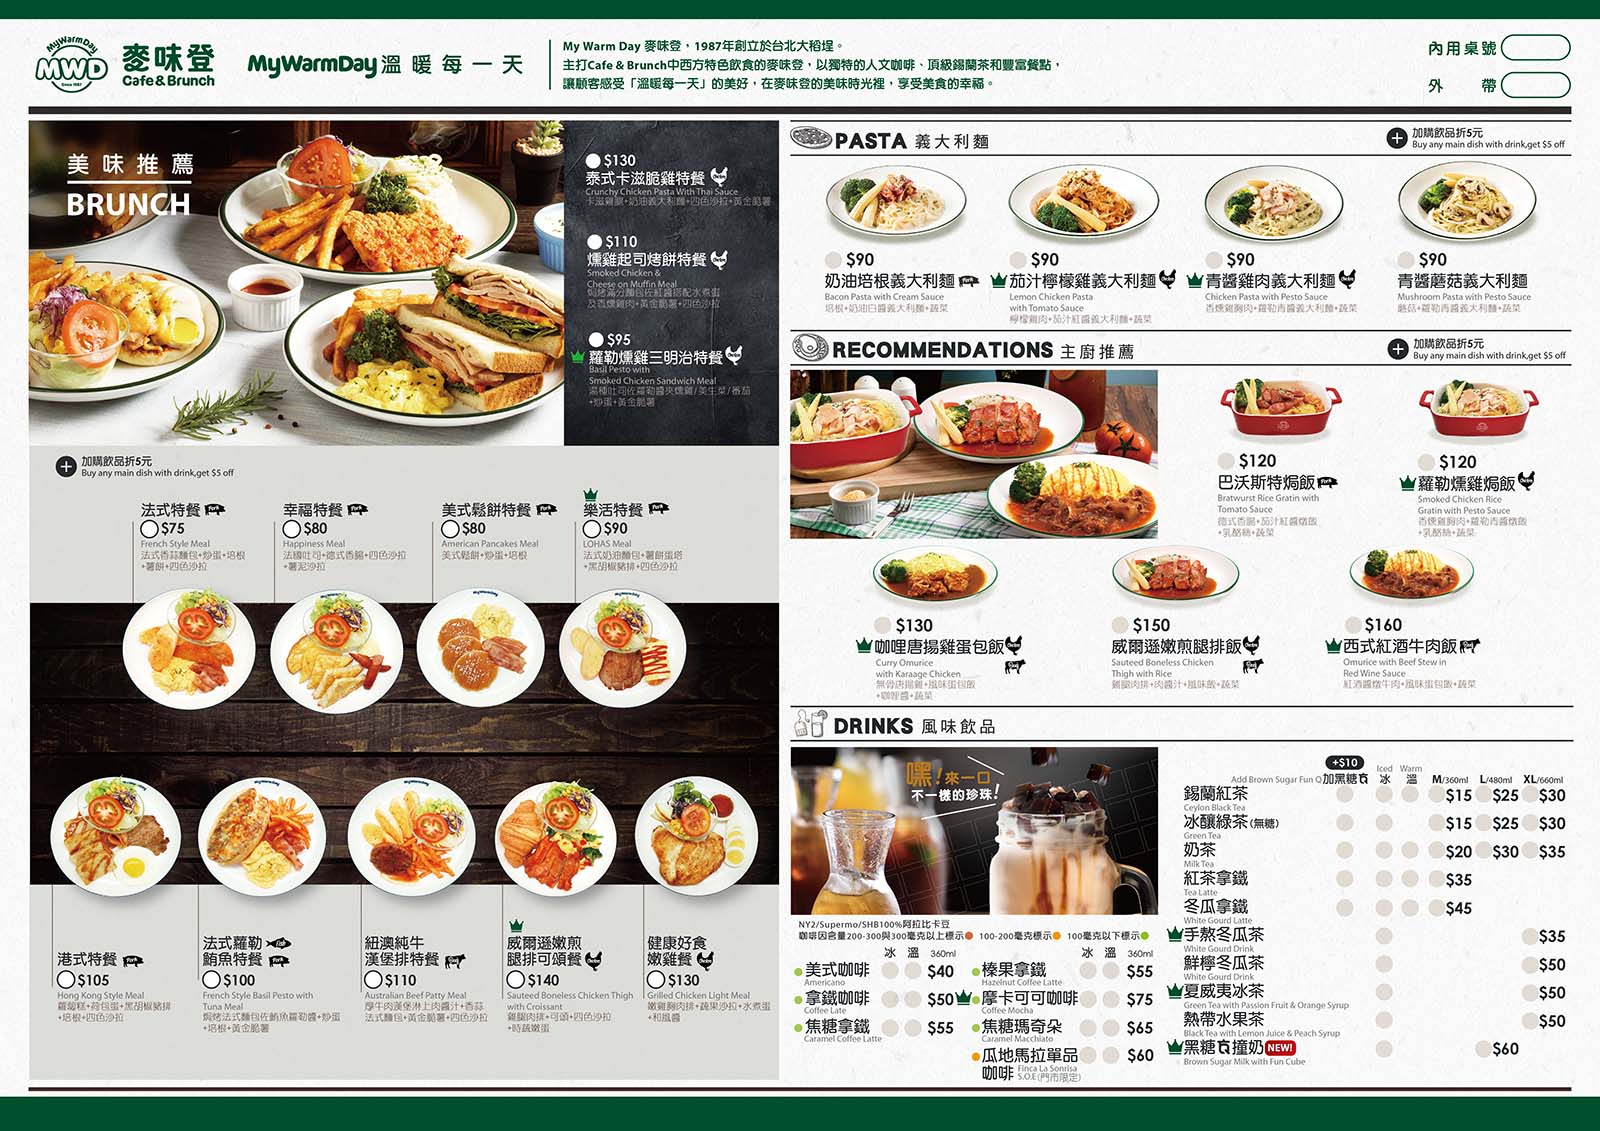 MyWarmDay
MWD
Since 1987
麥味登
Cafe&Brunch
MyWarmDay溫暖每一天
My Warm Day 麥味登，1987年創立於台北大稻埕。
主打Cafe & Brunch中西方特色飲食的麥味登，以獨特的人文咖啡、頂級錫蘭茶和豐富餐點，
讓顧客感受「溫暖每一天」的美好，在麥味登的美味時光裡，享受美食的幸福。
內用桌號
外帶
美味推薦
BRUNCH
$130
泰式卡滋脆雞特餐
Crunchy Chicken Pasta With Thai Sauce
卡滋雞腿+奶油義大利麵+四色沙拉+黃金脆薯
$110
燻雞起司烤餅特餐
Smoked Chicken &
Cheese on Muffin Meal
焗烤滿分麵包佐紅醬搭配水煮蛋
及香燻雞肉+黃金脆薯+四色沙拉
$95
蘿勒燻雞三明治特餐
Basil Pesto with
Smoked Chicken Sandwich Meal
湯種吐司佐蘿勒醬夾燻雞/美生菜/番茄
+炒蛋+黃金脆薯
加購飲品折5元
Buy any main dish with drink,get $5 off
法式特餐
$75
French Style Meal
法式香蒜麵包+炒蛋+培根
+薯餅+四色沙拉
幸福特餐
$80
Happiness Meal
法國吐司+德式香腸+四色沙拉
+薯泥沙拉
美式鬆餅特餐
$80
American Pancakes Meal
美式鬆餅+炒蛋+培根
樂活特餐
$90
LOHAS Meal
法式奶油麵包+薯餅蛋塔
+黑胡椒豬排+四色沙拉
港式特餐
$105
Hong Kong Style Meal
蘿蔔糕+荷包蛋+黑胡椒豬排
+培根+四色沙拉
法式蘿勒
鮪魚特餐
$100
French Style Basil Pesto with
Tuna Meal
焗烤法式麵包佐鮪魚蘿勒醬+炒蛋
+培根+黃金脆薯
紐澳純牛
漢堡排特餐
$110
Australian Beef Patty Meal
厚牛肉漢堡淋上肉醬汁+香蒜
法式麵包+黃金脆薯+四色沙拉
威爾遜嫩煎
腿排可頌餐
$140
Sauteed Boneless Chicken Thigh
with Croissant
雞腿肉排+可頌+四色沙拉
+時蔬嫩蛋
健康好食
嫩雞餐
$130
Grilled Chicken Light Meal
嫩雞胸肉排+蔬果沙拉+水煮蛋
+和風醬
PASTA 義大利麵
加購飲品折5元
Buy any main dish with drink,get $5 off
$90
奶油培根義大利麵
Bacon Pasta with Cream Sauce
培根+奶油白醬義大利麵+蔬菜
$90
茄汁檸檬雞義大利麵
Lemon Chicken Pasta
with Tomato Sauce
檸檬雞肉+茄汁紅醬義大利麵+蔬菜
$90
青醬雞肉義大利麵
Chicken Pasta with Pesto Sauce
香燻雞胸肉+蘿勒青醬義大利麵+蔬菜
$90
青醬蘑菇義大利麵
Mushroom Pasta with Pesto Sauce
蘑菇+蘿勒青醬義大利麵+蔬菜
RECOMMENDATIONS 主廚推薦
加購飲品折5元
Buy any main dish with drink,get $5 off
$120
巴沃斯特焗飯
Bratwurst Rice Gratin with
Tomato Sauce
德式香腸+茄汁紅醬燉飯
+乳酪絲+蔬菜
$120
蘿勒燻雞焗飯
Smoked Chicken Rice
Gratin with Pesto Sauce
香燻雞胸肉+蘿勒青醬燉飯
+乳酪絲+蔬菜
$130
咖哩唐揚雞蛋包飯
Curry Omurice
with Karaage Chicken
無骨唐揚雞+風味蛋包飯
+咖哩醬+蔬菜
$150
威爾遜嫩煎腿排飯
Sauteed Boneless Chicken
Thigh with Rice
雞腿肉排+肉醬汁+風味飯+蔬菜
$160
西式紅酒牛肉飯
Omurice with Beef Stew in
Red Wine Sauce
紅酒醬燉牛肉+風味蛋包飯+蔬菜
DRINKS 風味飲品
嘿！來一口
不一樣的珍珠！
NY2/Supermo/SHB100%阿拉比卡豆
咖啡因含量200-300與300毫克以上標示 100-200毫克標示 100毫克以下標示
冰 溫 360ml
美式咖啡 $40
Americano
拿鐵咖啡 $50
Coffee Late
焦糖拿鐵 $55
Caramel Coffee Latte
冰 溫 360ml
榛果拿鐵 $55
Hazelnut Coffee Latte
摩卡可可咖啡 $75
Coffee Mocha
焦糖瑪奇朵 $65
Caramel Macchiato
瓜地馬拉單品 $60
咖啡 Finca La Sonrisa
S.O.E(門市限定)
+$10
Add Brown Sugar Fun Q 加黑糖ㄘㄨㄞ Iced 冰 Warm 溫 M/360ml L/480ml XL/660ml
錫蘭紅茶 $15 $25 $30
Ceylon Black Tea
冰釀綠茶(無糖) $15 $25 $30
Green Tea
奶茶 $20 $30 $35
Milk Tea
紅茶拿鐵 $35
Tea Latte
冬瓜拿鐵 $45
White Gourd Latte
手熬冬瓜茶 $35
White Gourd Drink
鮮檸冬瓜茶 $50
White Gourd Drink
夏威夷冰茶 $50
Green Tea with Passion Fruit & Orange Syrup
熱帶水果茶 $50
Black Tea with Lemon Juice & Peach Syrup
黑糖ㄘㄨㄞ撞奶 NEW! $60
Brown Sugar Milk with Fun Cube